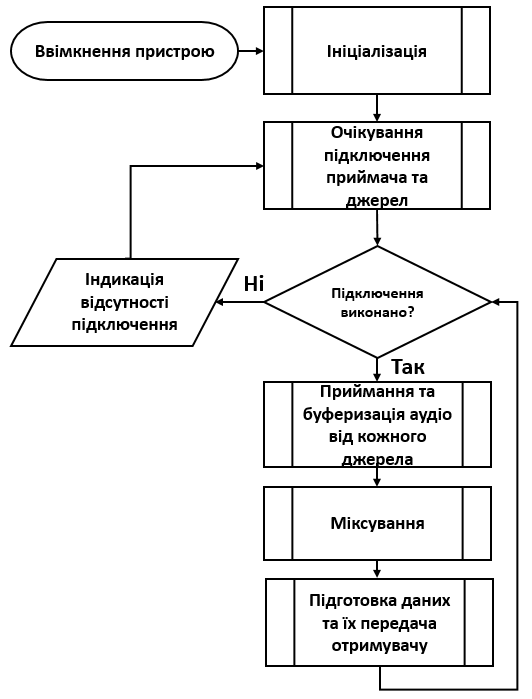 Ввімкнення пристрою
Ініціалізація
Очікування
підключення
приймача та
джерел
Індикація
відсутності
підключення
Ні
Підключення
виконано?
Так
Приймання та
буферизація аудіо
від кожного
джерела
Міксування
Підготовка даних
та їх передача
отримувачу